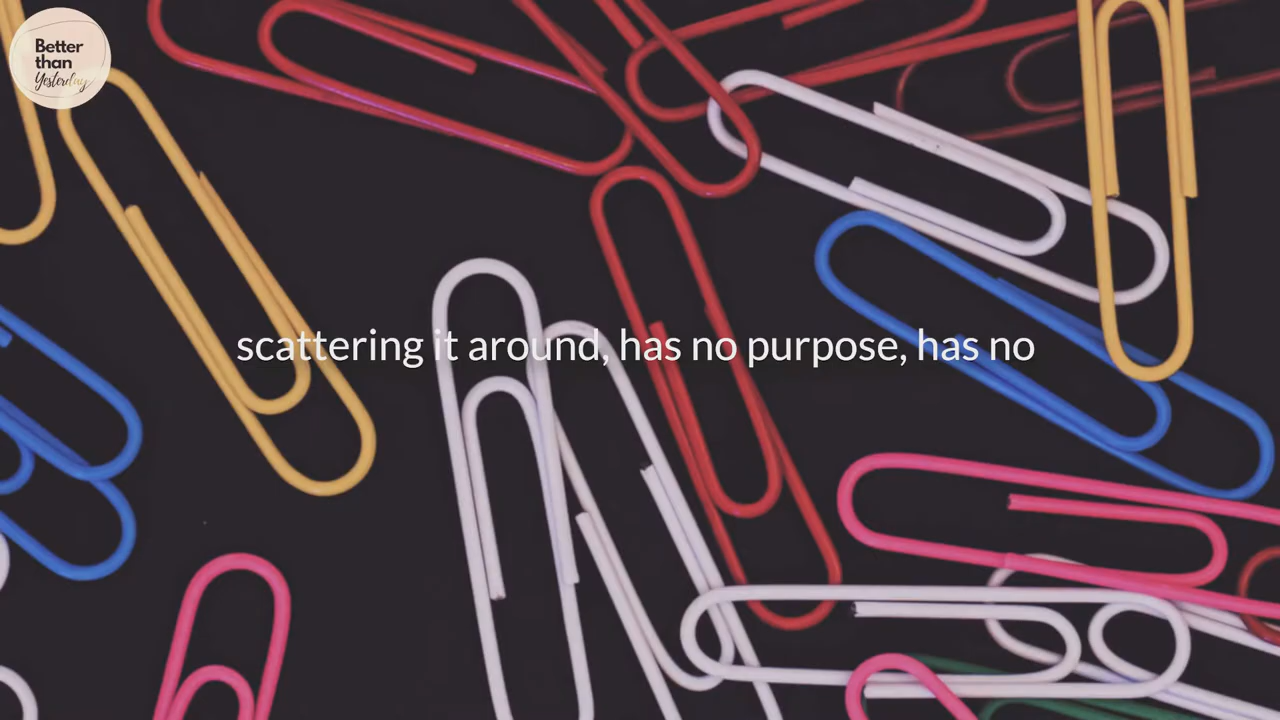 Better
than
Yesterday
scattering it around, has no purpose, has no